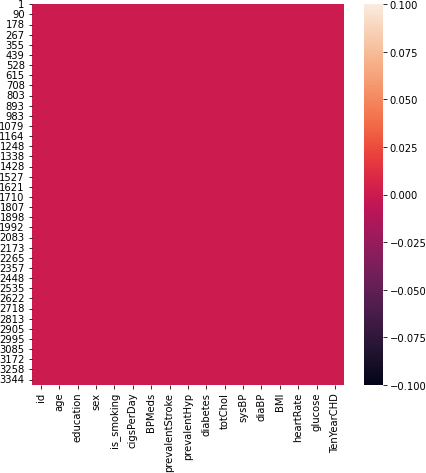 1
90
178
267
355
439
528
615
708
803
893
983
1079
1164
1248
1338
1428
1527
1621
1710
1807
1898
1992
2083
2173
2265
2357
2448
2535
2622
2718
2813
2905
2995
3085
3172
3258
3344
id
age
education
sex
is_smoking
cigsPerDay
BPMeds
prevalentStroke
prevalentHyp
diabetes
totChol
sysBP
diaBP
BMI
heartRate
glucose
TenYearCHD
0.100
0.075
0.050
0.025
0.000
−0.025
−0.050
−0.075
−0.100